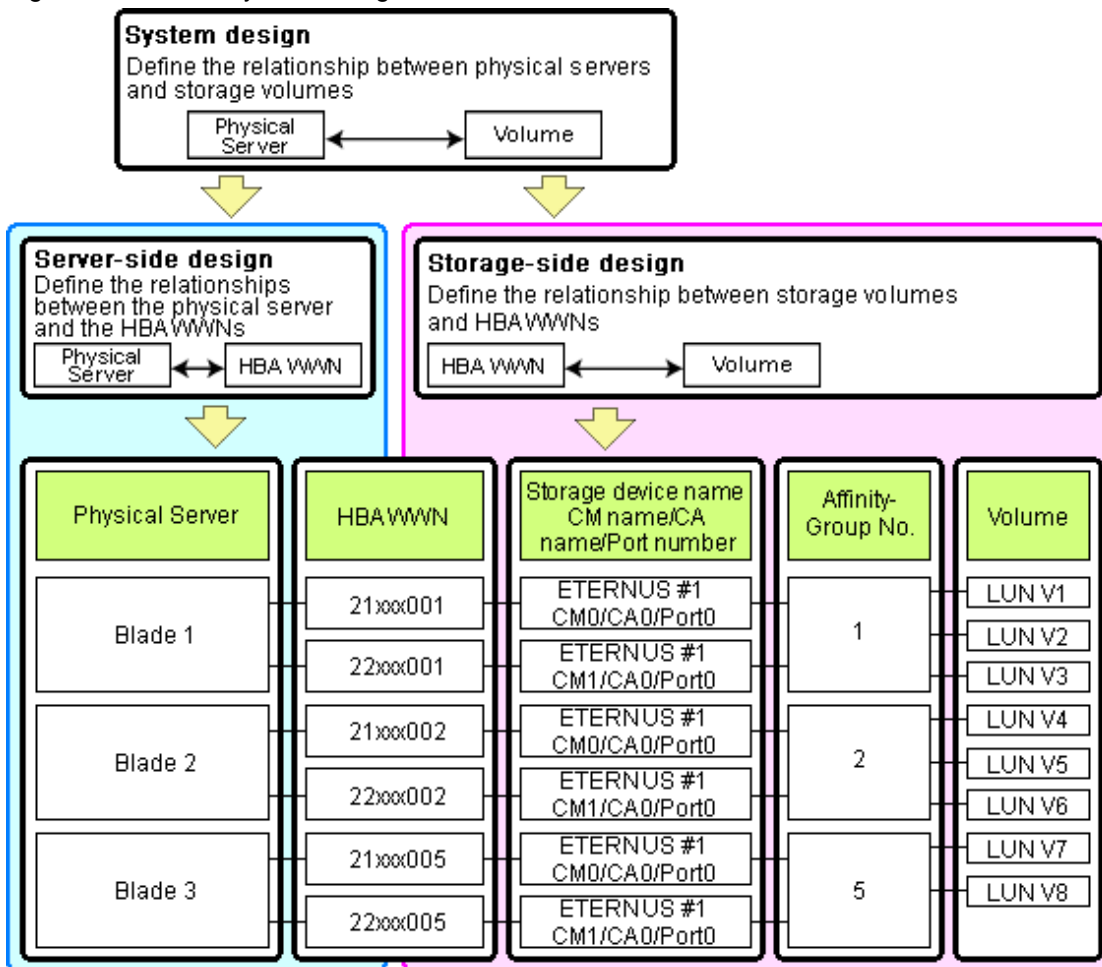 System design
Define the relationship between physical servers
and storage volumes
Physical
Server
Volume
Server-side design
Define the relationships
between the physical server
and the HBA WWNs
Physical
Server
HBA WWN
Storage-side design
Define the relationship between storage volumes
and HBA WWNs
HBA WWN
Volume
Physical Server
HBA WWN
Storage device name
CM name/CA
name/Port number
Affinity-
Group No.
Volume
Blade 1
21xxx001
ETERNUS #1
CM0/CA0/Port0
22xxx001
ETERNUS #1
CM1/CA0/Port0
1
LUN V1
LUN V2
LUN V3
Blade 2
21xxx002
ETERNUS #1
CM0/CA0/Port0
22xxx002
ETERNUS #1
CM1/CA0/Port0
2
LUN V4
LUN V5
LUN V6
Blade 3
21xxx005
ETERNUS #1
CM0/CA0/Port0
22xxx005
ETERNUS #1
CM1/CA0/Port0
5
LUN V7
LUN V8